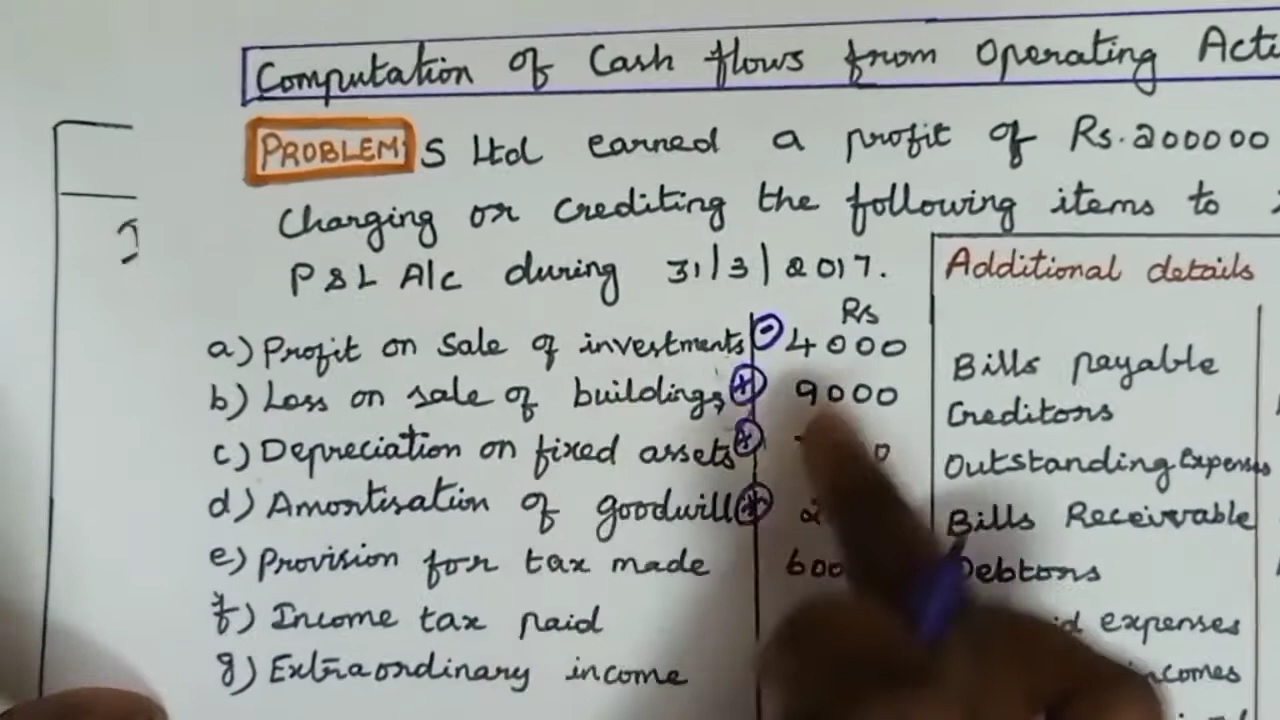 Computation of Cash flows from Operating Acti
PROBLEM: S Ltd earned a profit of Rs.200000
Charging or crediting the following items to
P&L A/c during 31/3/2017.
Rs
a) Profit on sale of investments - 4000
b) Loss on sale of buildings, + 9000
c) Depreciation on fixed assets +
d) Amortisation of goodwill +
e) Provision for tax made
f) Income tax paid
g) Extraordinary income
Additional details
Bills payable
Creditors
Outstanding Expenses
Bills Receivable
Debtors
expenses